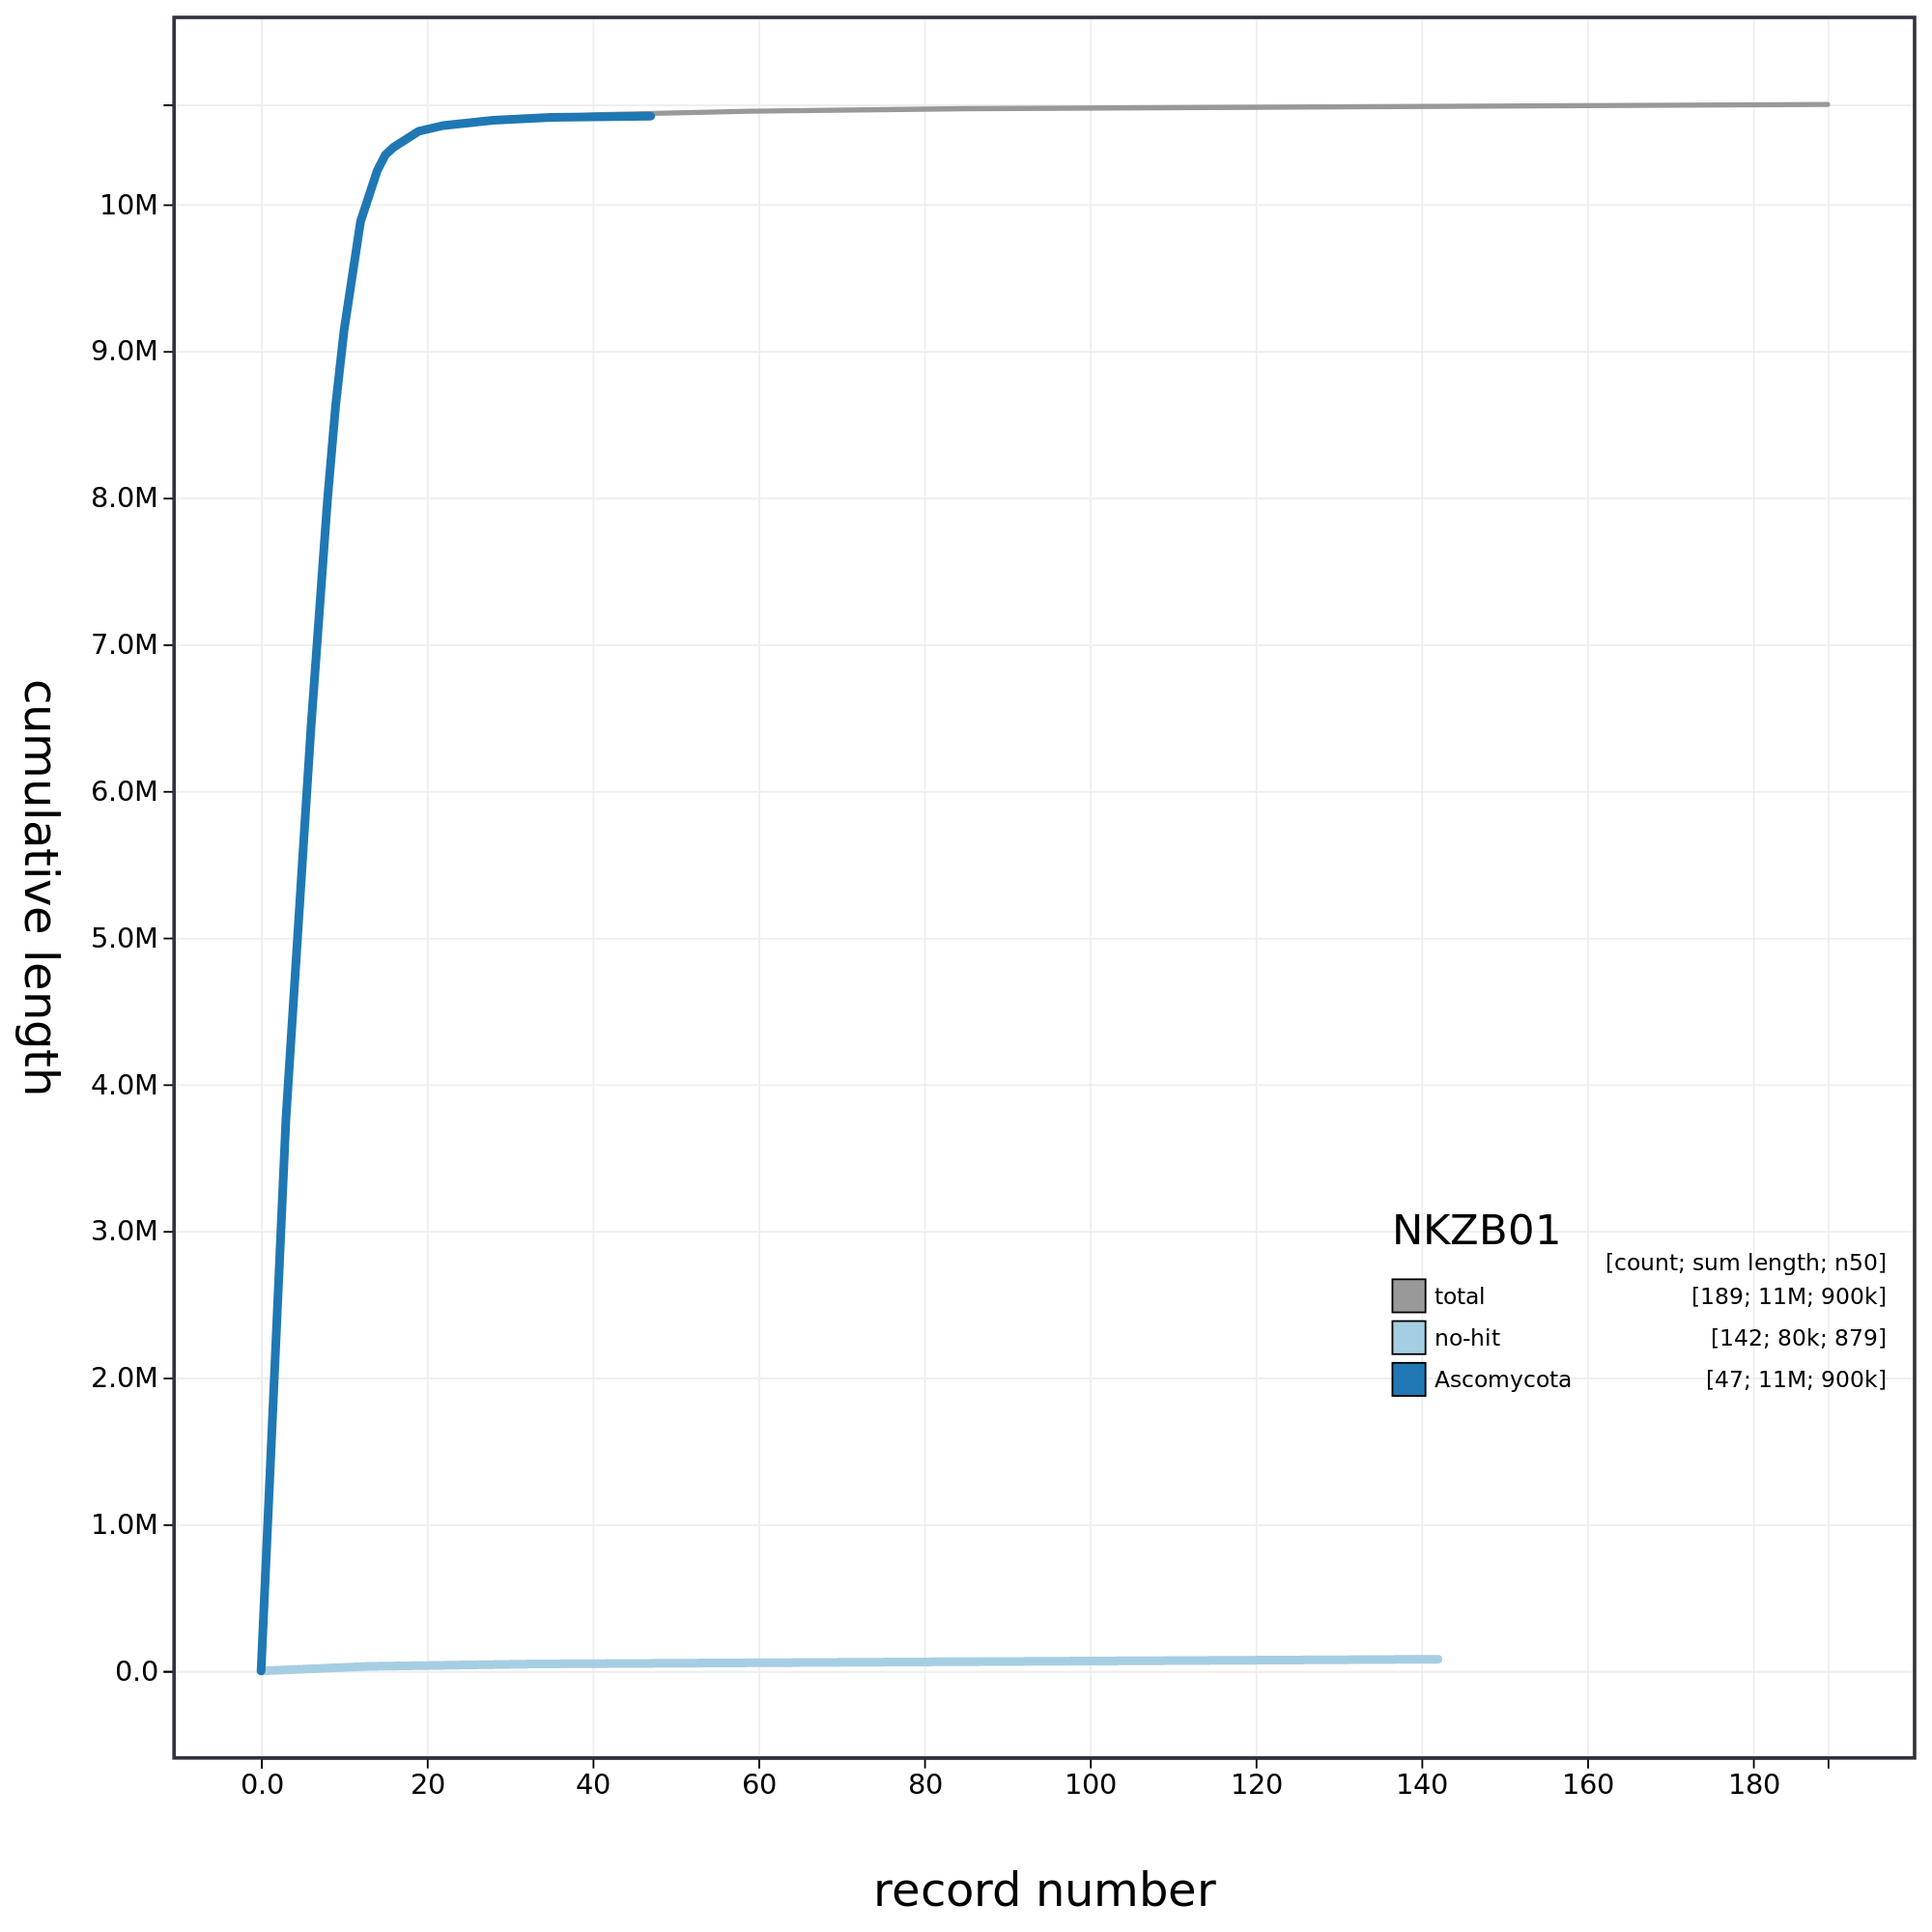 cumulative length
10M
9.0M
8.0M
7.0M
6.0M
5.0M
4.0M
3.0M
2.0M
1.0M
0.0
NKZB01
[count; sum length; n50]
total [189; 11M; 900k]
no-hit [142; 80k; 879]
Ascomycota [47; 11M; 900k]
0.0 20 40 60 80 100 120 140 160 180
record number